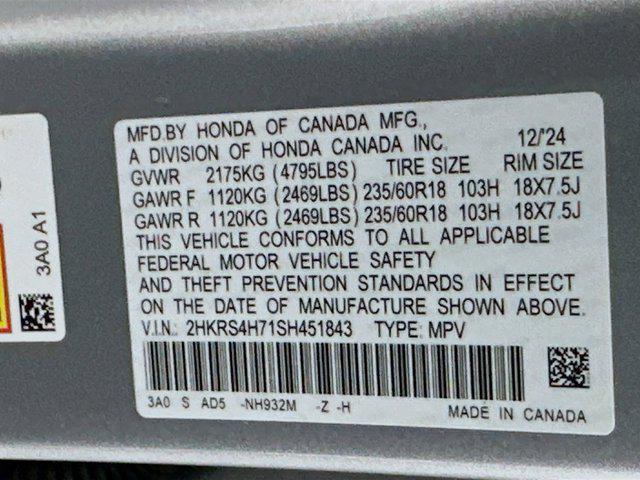 MFD.BY HONDA OF CANADA MFG.,
A DIVISION OF HONDA CANADA INC. 12/'24
GVWR 2175KG (4795LBS) TIRE SIZE RIM SIZE
GAWR F 1120KG (2469LBS) 235/60R18 103H 18X7.5J
GAWR R 1120KG (2469LBS) 235/60R18 103H 18X7.5J
THIS VEHICLE CONFORMS TO ALL APPLICABLE
FEDERAL MOTOR VEHICLE SAFETY
AND THEFT PREVENTION STANDARDS IN EFFECT
ON THE DATE OF MANUFACTURE SHOWN ABOVE.
V.I.N.: 2HKRS4H71SH451843 TYPE: MPV
3A0 S AD5 -NH932M -Z -H
MADE IN CANADA
3A0 A1